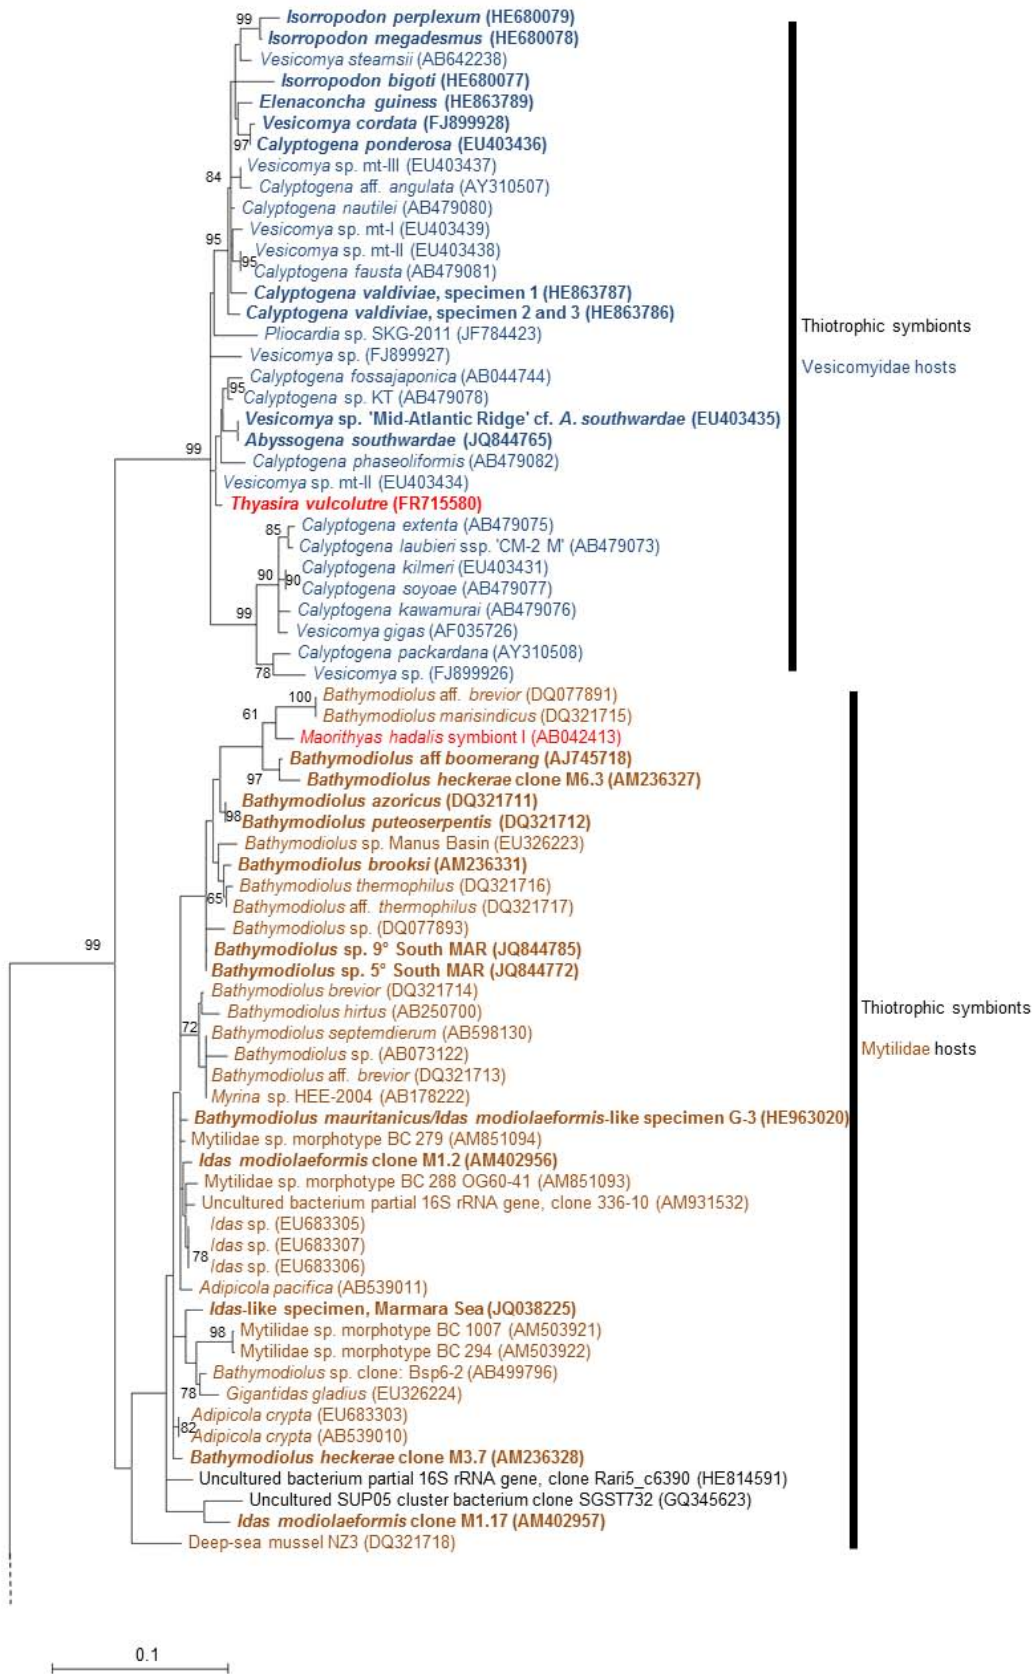 99
Isorropodon perplexum (HE680079)
Isorropodon megadesmus (HE680078)
Vesicomya stearnsii (AB642238)
Isorropodon bigoti (HE680077)
Elenaconcha guiness (HE863789)
Vesicomya cordata (FJ899928)
97
Calyptogena ponderosa (EU403436)
Vesicomya sp. mt-III (EU403437)
84
Calyptogena aff. angulata (AY310507)
Calyptogena nautilei (AB479080)
Vesicomya sp. mt-I (EU403439)
95
Vesicomya sp. mt-II (EU403438)
95
Calyptogena fausta (AB479081)
Calyptogena valdiviae, specimen 1 (HE863787)
Calyptogena valdiviae, specimen 2 and 3 (HE863786)
Thiotrophic symbionts
Pliocardia sp. SKG-2011 (JF784423)
Vesicomya sp. (FJ899927)
Vesicomyidae hosts
Calyptogena fossajaponica (AB044744)
95
Calyptogena sp. KT (AB479078)
Vesicomya sp. 'Mid-Atlantic Ridge' cf. A. southwardae (EU403435)
Abyssogena southwardae (JQ844765)
99
Calyptogena phaseoliformis (AB479082)
Vesicomya sp. mt-II (EU403434)
Thyasira vulcolutre (FR715580)
Calyptogena extenta (AB479075)
85
Calyptogena laubieri ssp. 'CM-2 M' (AB479073)
Calyptogena kilmeri (EU403431)
90
90
Calyptogena soyoae (AB479077)
Calyptogena kawamurai (AB479076)
99
Vesicomya gigas (AF035726)
Calyptogena packardana (AY310508)
78
Vesicomya sp. (FJ899926)
100
Bathymodiolus aff. brevior (DQ077891)
61
Bathymodiolus marisindicus (DQ321715)
Maorithyas hadalis symbiont I (AB042413)
Bathymodiolus aff boomerang (AJ745718)
97
Bathymodiolus heckerae clone M6.3 (AM236327)
Bathymodiolus azoricus (DQ321711)
98
Bathymodiolus puteoserpentis (DQ321712)
Bathymodiolus sp. Manus Basin (EU326223)
Bathymodiolus brooksi (AM236331)
Bathymodiolus thermophilus (DQ321716)
65
Bathymodiolus aff. thermophilus (DQ321717)
Bathymodiolus sp. (DQ077893)
99
Bathymodiolus sp. 9° South MAR (JQ844785)
Bathymodiolus sp. 5° South MAR (JQ844772)
Bathymodiolus brevior (DQ321714)
Thiotrophic symbionts
Bathymodiolus hirtus (AB250700)
72
Bathymodiolus septemdierum (AB598130)
Mytilidae hosts
Bathymodiolus sp. (AB073122)
Bathymodiolus aff. brevior (DQ321713)
Myrina sp. HEE-2004 (AB178222)
Bathymodiolus mauritanicus/Idas modiolaeformis-like specimen G-3 (HE963020)
Mytilidae sp. morphotype BC 279 (AM851094)
Idas modiolaeformis clone M1.2 (AM402956)
Mytilidae sp. morphotype BC 288 OG60-41 (AM851093)
Uncultured bacterium partial 16S rRNA gene, clone 336-10 (AM931532)
Idas sp. (EU683305)
Idas sp. (EU683307)
78
Idas sp. (EU683306)
Adipicola pacifica (AB539011)
Idas-like specimen, Marmara Sea (JQ038225)
98
Mytilidae sp. morphotype BC 1007 (AM503921)
Mytilidae sp. morphotype BC 294 (AM503922)
Bathymodiolus sp. clone: Bsp6-2 (AB499796)
78
Gigantidas gladius (EU326224)
Adipicola crypta (EU683303)
82
Adipicola crypta (AB539010)
Bathymodiolus heckerae clone M3.7 (AM236328)
Uncultured bacterium partial 16S rRNA gene, clone Rari5_c6390 (HE814591)
Uncultured SUP05 cluster bacterium clone SGST732 (GQ345623)
Idas modiolaeformis clone M1.17 (AM402957)
Deep-sea mussel NZ3 (DQ321718)
0.1